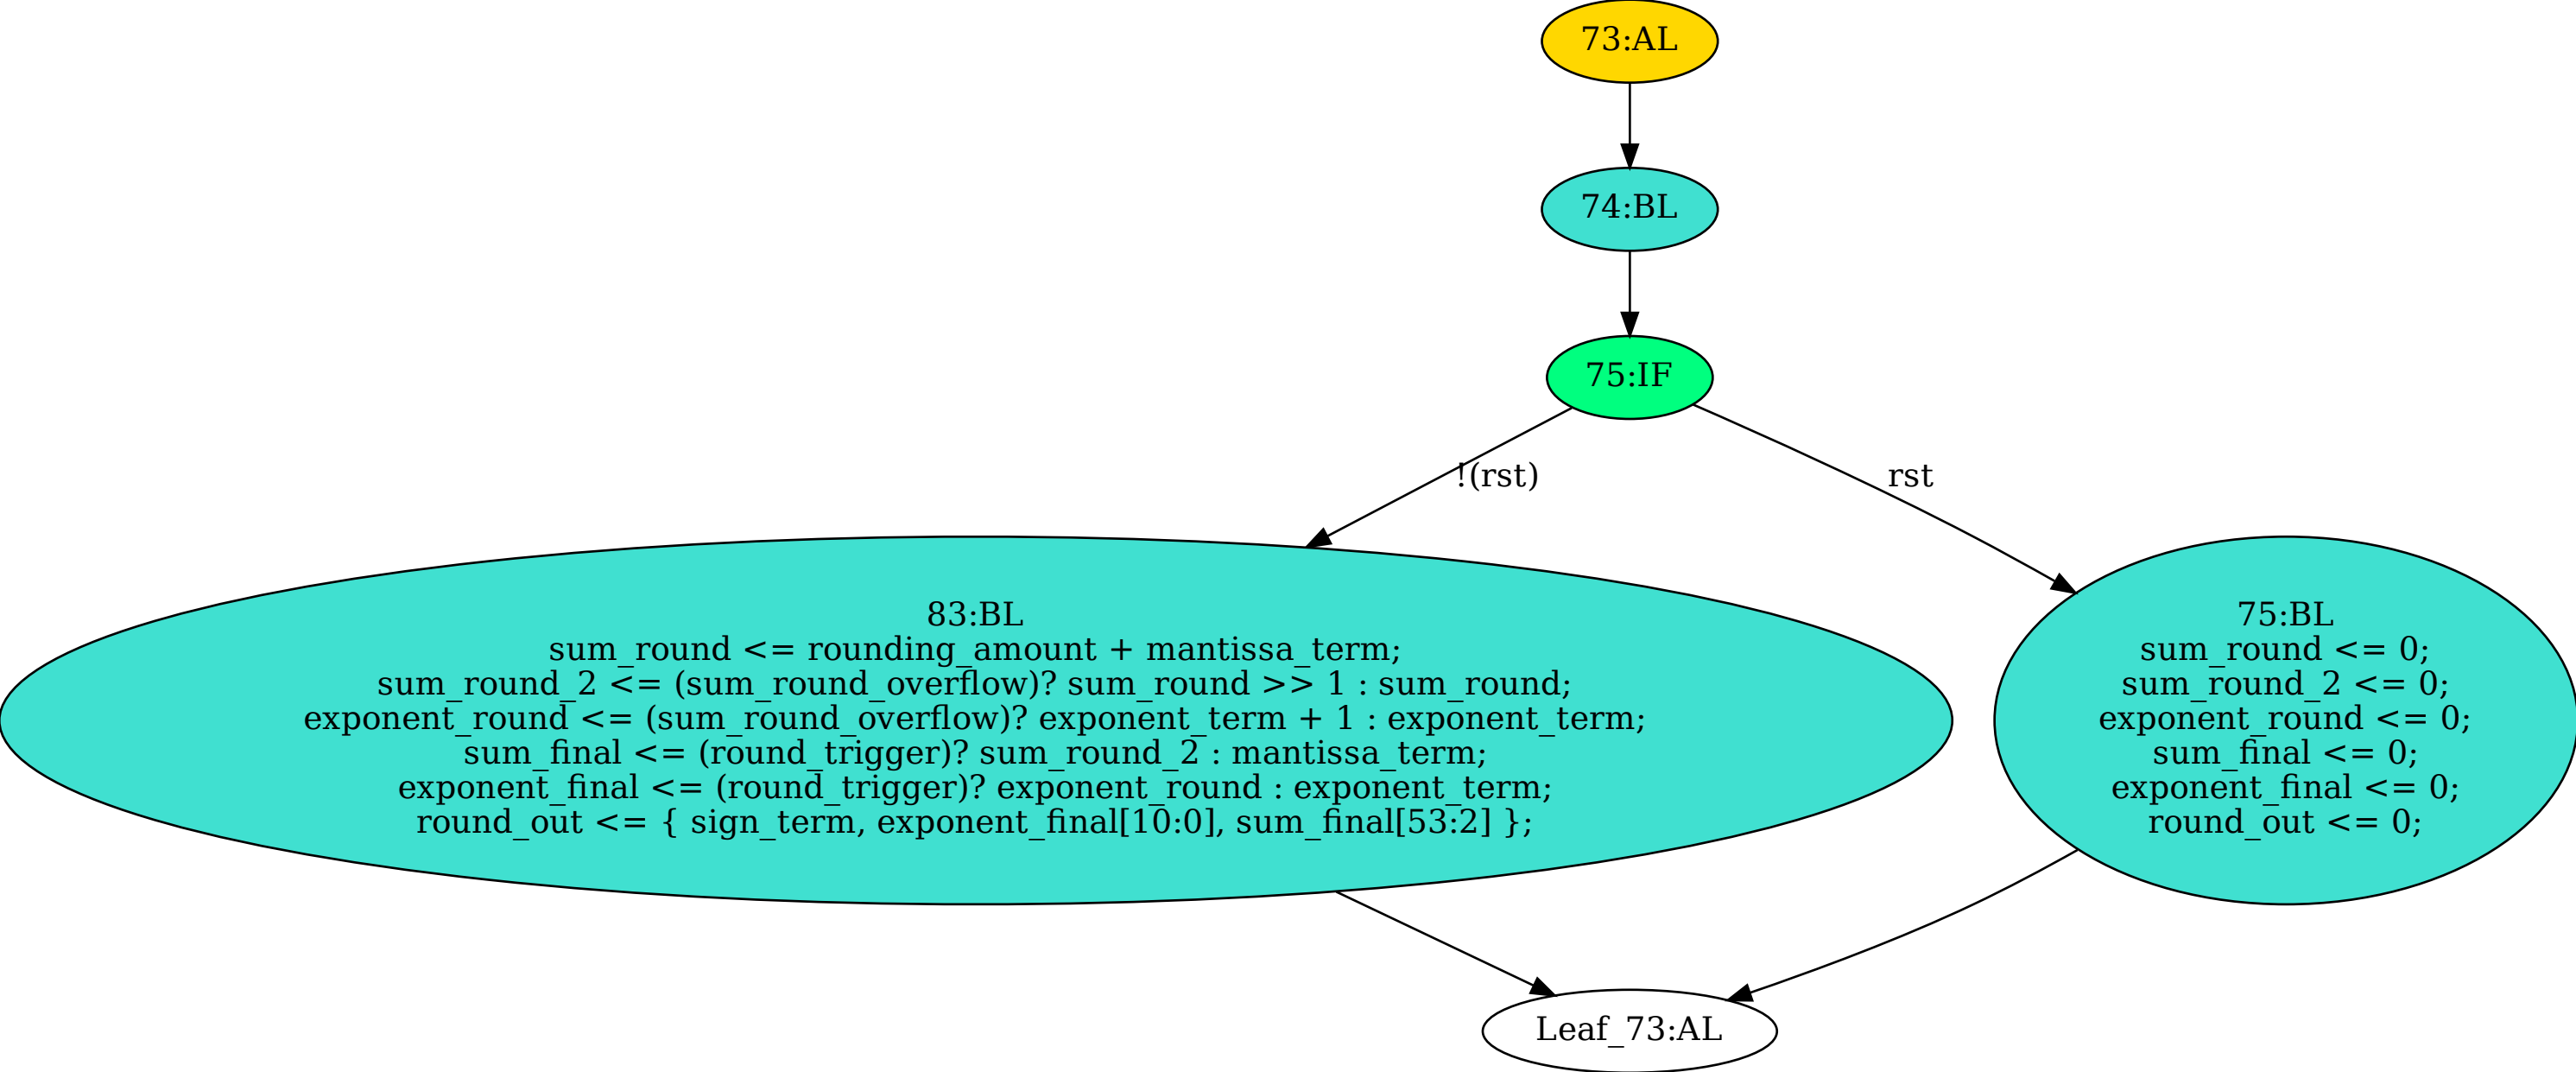 73:AL
74:BL
75:IF
!(rst)
rst
83:BL
sum_round <= rounding_amount + mantissa_term;
sum_round_2 <= (sum_round_overflow)? sum_round >> 1 : sum_round;
exponent_round <= (sum_round_overflow)? exponent_term + 1 : exponent_term;
sum_final <= (round_trigger)? sum_round_2 : mantissa_term;
exponent_final <= (round_trigger)? exponent_round : exponent_term;
round_out <= { sign_term, exponent_final[10:0], sum_final[53:2] };
75:BL
sum_round <= 0;
sum_round_2 <= 0;
exponent_round <= 0;
sum_final <= 0;
exponent_final <= 0;
round_out <= 0;
Leaf_73:AL